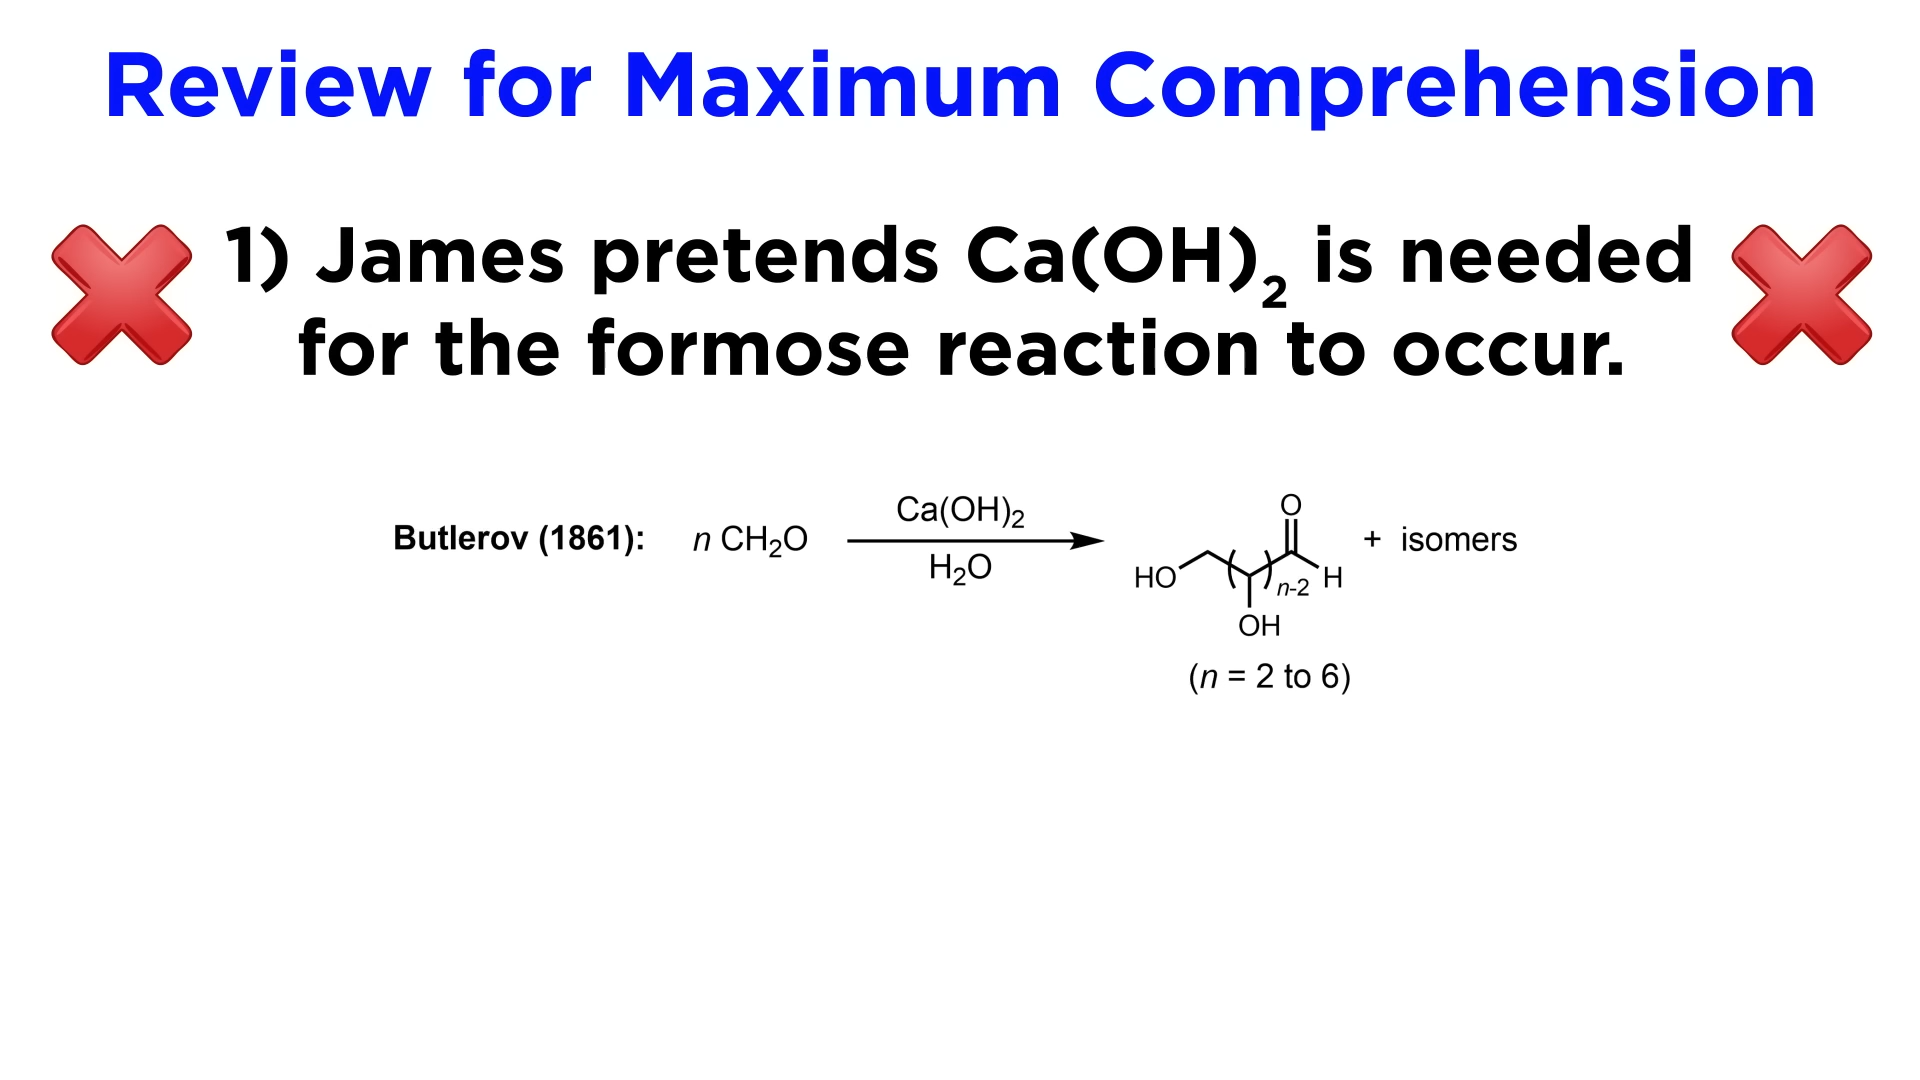 Review for Maximum Comprehension
1) James pretends Ca(OH)₂ is needed
for the formose reaction to occur.
Butlerov (1861): n CH₂O Ca(OH)₂ H₂O HO OH n-2 O H + isomers
(n = 2 to 6)